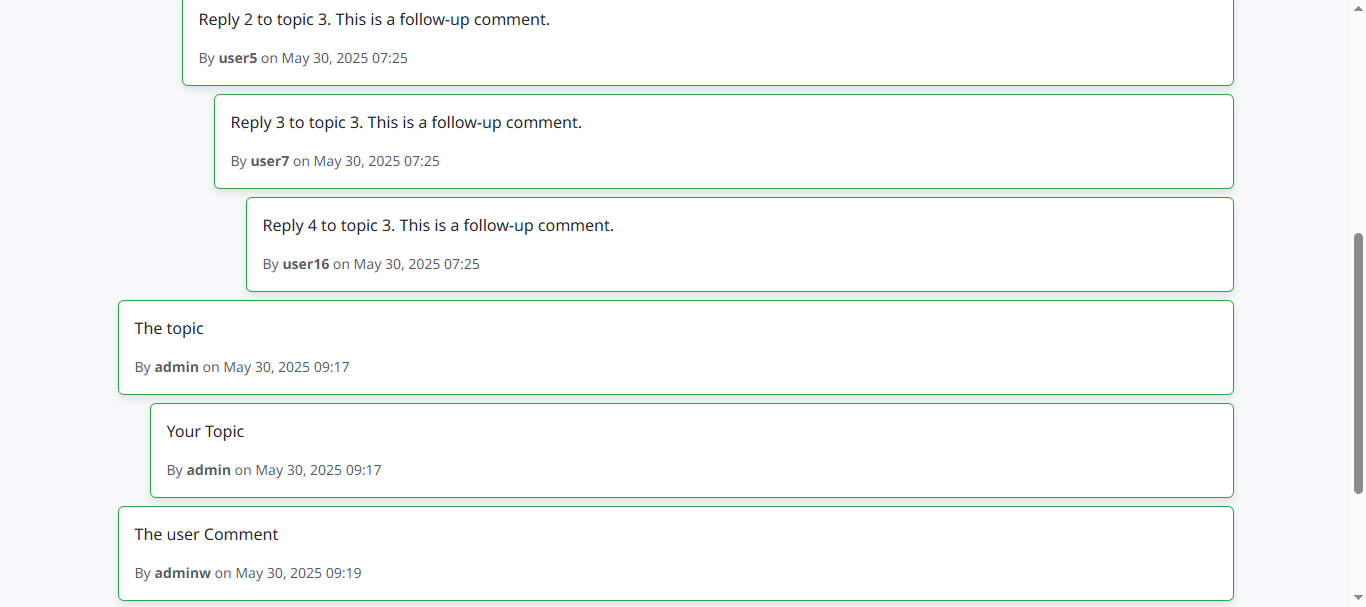 Reply 2 to topic 3. This is a follow-up comment.
By user5 on May 30, 2025 07:25
Reply 3 to topic 3. This is a follow-up comment.
By user7 on May 30, 2025 07:25
Reply 4 to topic 3. This is a follow-up comment.
By user16 on May 30, 2025 07:25
The topic
By admin on May 30, 2025 09:17
Your Topic
By admin on May 30, 2025 09:17
The user Comment
By adminw on May 30, 2025 09:19